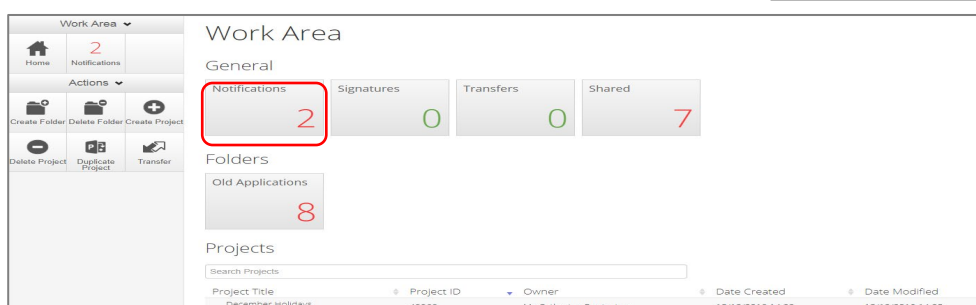 Work Area
2
Home Notifications
Actions
Create Folder Delete Folder Create Project
Delete Project Duplicate Project Transfer
Work Area
General
Notifications 2
Signatures 0
Transfers 0
Shared 7
Folders
Old Applications
8
Projects
Search Projects
Project Title Project ID Owner Date Created Date Modified
December Holidays